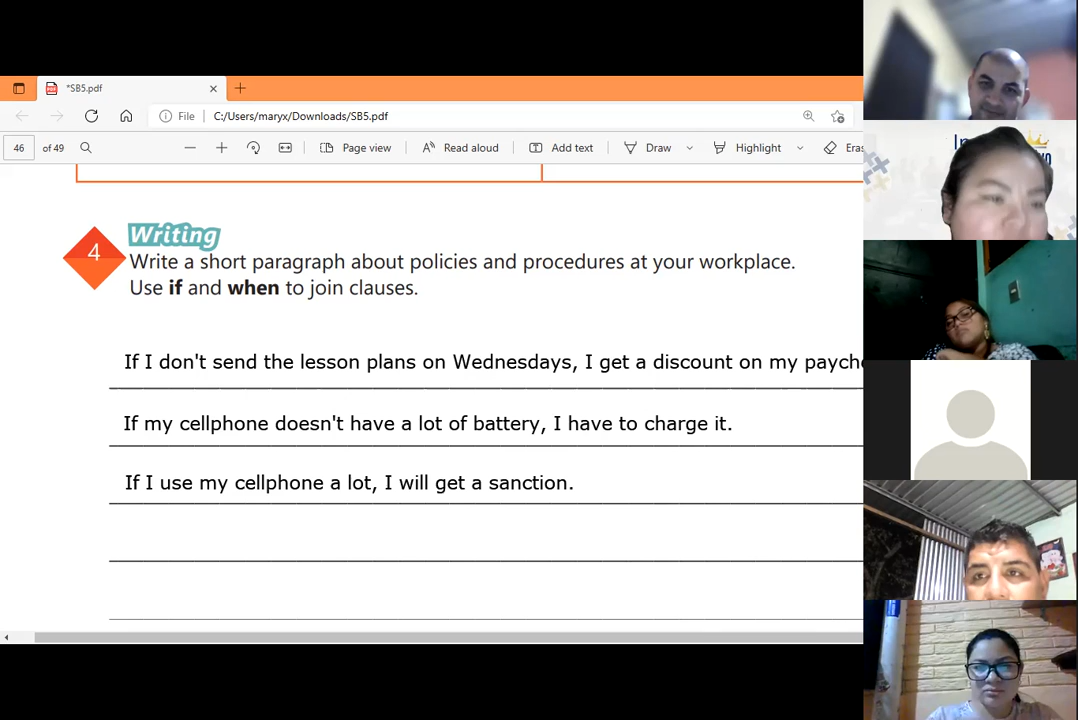 *SB5.pdf
File C:/Users/maryx/Downloads/SB5.pdf
46 of 49 Page view Read aloud Add text Draw Highlight
4 Writing
Write a short paragraph about policies and procedures at your workplace.
Use if and when to join clauses.
If I don't send the lesson plans on Wednesdays, I get a discount on my
If my cellphone doesn't have a lot of battery, I have to charge it.
If I use my cellphone a lot, I will get a sanction.